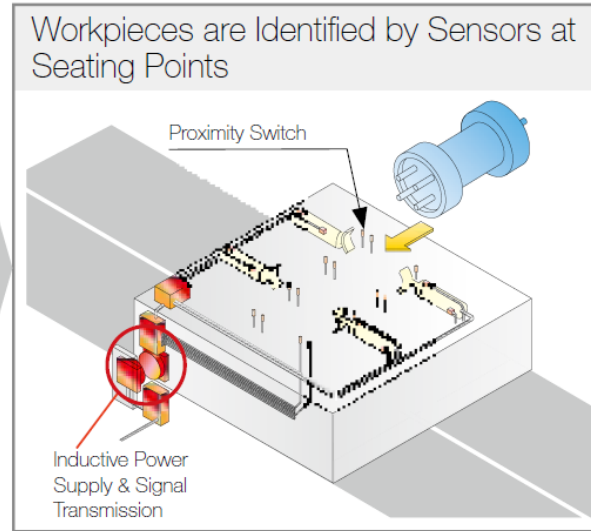 Workpieces are Identified by Sensors at
Seating Points
Proximity Switch
Inductive Power
Supply & Signal
Transmission